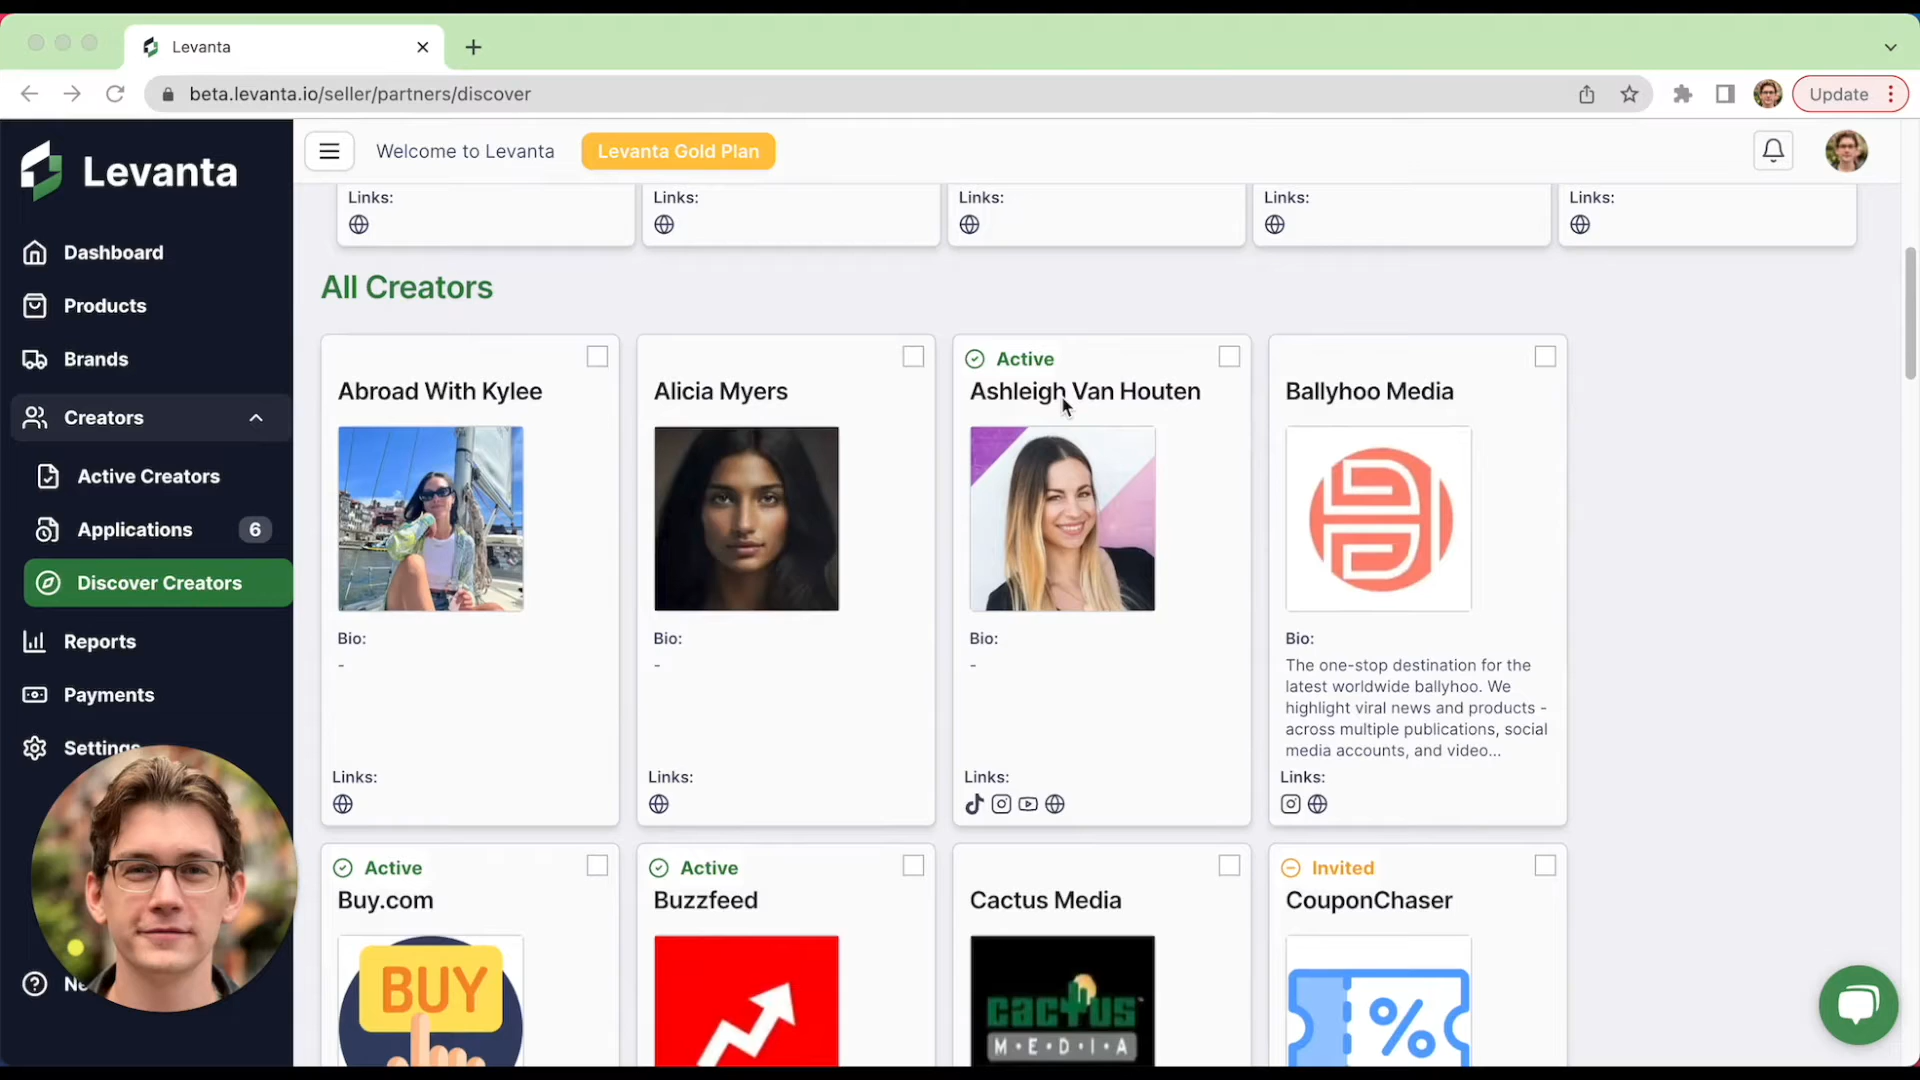 Levanta
beta.levanta.io/seller/partners/discover
Update
Levanta
Welcome to Levanta
Levanta Gold Plan
Dashboard
Products
Brands
Creators
Active Creators
Applications
6
Discover Creators
Reports
Payments
Settings
Links:
Links:
Links:
Links:
Links:
All Creators
Abroad With Kylee
Bio:
-
Links:
Alicia Myers
Bio:
-
Links:
Active
Ashleigh Van Houten
Bio:
-
Links:
Ballyhoo Media
Bio:
The one-stop destination for the
latest worldwide ballyhoo. We
highlight viral news and products -
across multiple publications, social
media accounts, and video...
Links:
Active
Buy.com
BUY
Active
Buzzfeed
Cactus Media
cactus
M•E•D•I•A
Invited
CouponChaser
%